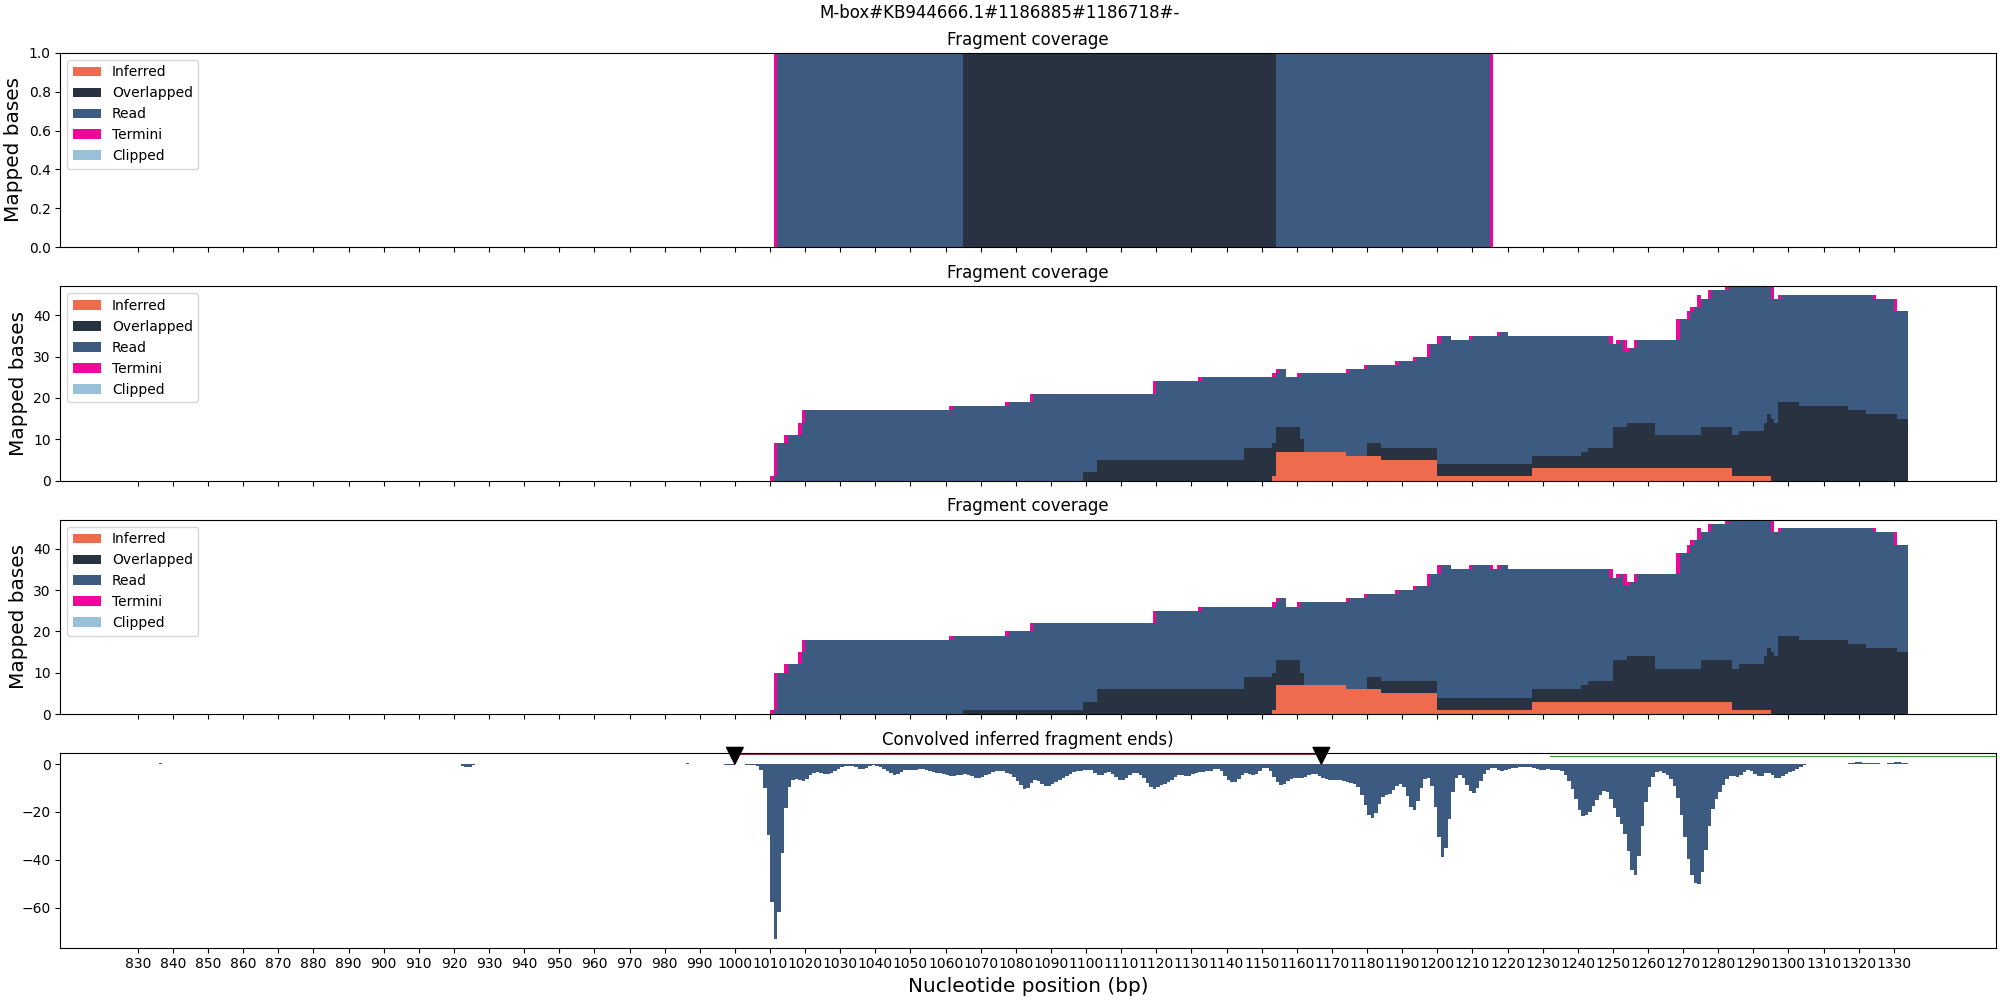 M-box#KB944666.1#1186885#1186718#-
Fragment coverage
Mapped bases
1.0
0.8
0.6
0.4
0.2
0.0
Inferred
Overlapped
Read
Termini
Clipped
Fragment coverage
Mapped bases
40
30
20
10
0
Inferred
Overlapped
Read
Termini
Clipped
Fragment coverage
Mapped bases
40
30
20
10
0
Inferred
Overlapped
Read
Termini
Clipped
Convolved inferred fragment ends)
0
−20
−40
−60
830 840 850 860 870 880 890 900 910 920 930 940 950 960 970 980 990 1000 1010 1020 1030 1040 1050 1060 1070 1080 1090 1100 1110 1120 1130 1140 1150 1160 1170 1180 1190 1200 1210 1220 1230 1240 1250 1260 1270 1280 1290 1300 1310 1320 1330
Nucleotide position (bp)